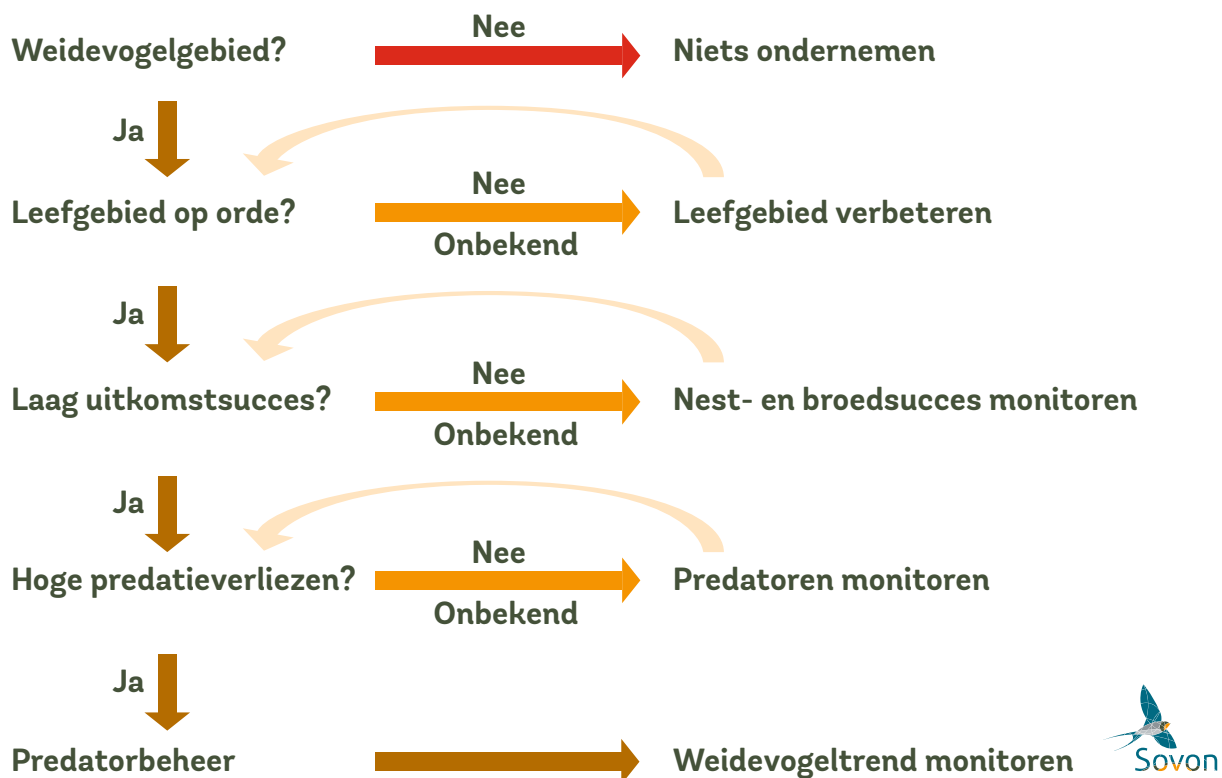 Weidevogelgebied?
Nee
Niets ondernemen
Ja
Leefgebied op orde?
Nee
Onbekend
Leefgebied verbeteren
Ja
Laag uitkomstsucces?
Nee
Onbekend
Nest- en broedsucces monitoren
Ja
Hoge predatieverliezen?
Nee
Onbekend
Predatoren monitoren
Ja
Predatorbeheer
Weidevogeltrend monitoren
Sovon